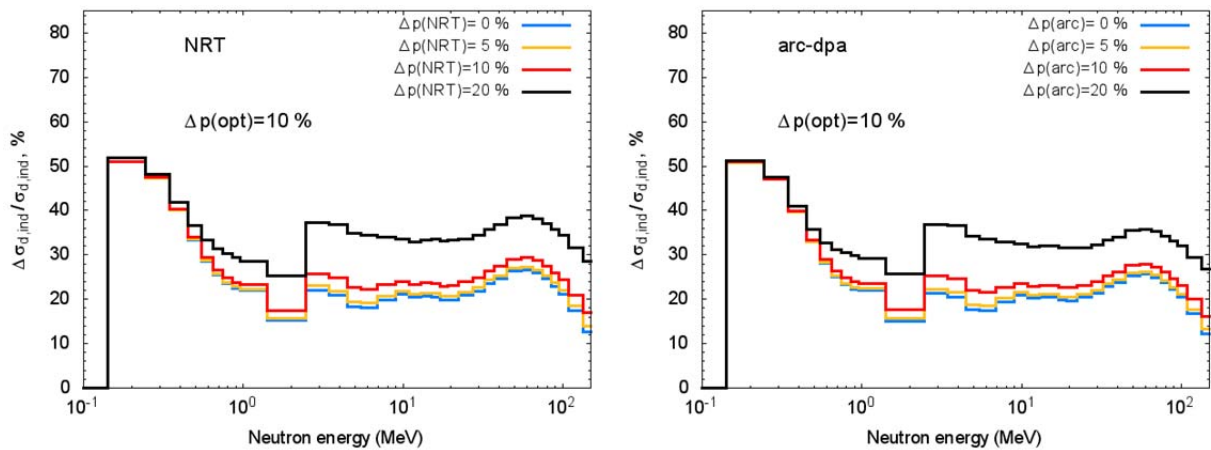 Δσd,ind/σd,ind, %
80
70
60
50
40
30
20
10
0
NRT
Δp(NRT)= 0 %
Δp(NRT)= 5 %
Δp(NRT)=10 %
Δp(NRT)=20 %
Δp(opt)=10 %
10-1 100 101 102
Neutron energy (MeV)
Δσd,ind/σd,ind, %
80
70
60
50
40
30
20
10
0
arc-dpa
Δp(arc)= 0 %
Δp(arc)= 5 %
Δp(arc)=10 %
Δp(arc)=20 %
Δp(opt)=10 %
10-1 100 101 102
Neutron energy (MeV)